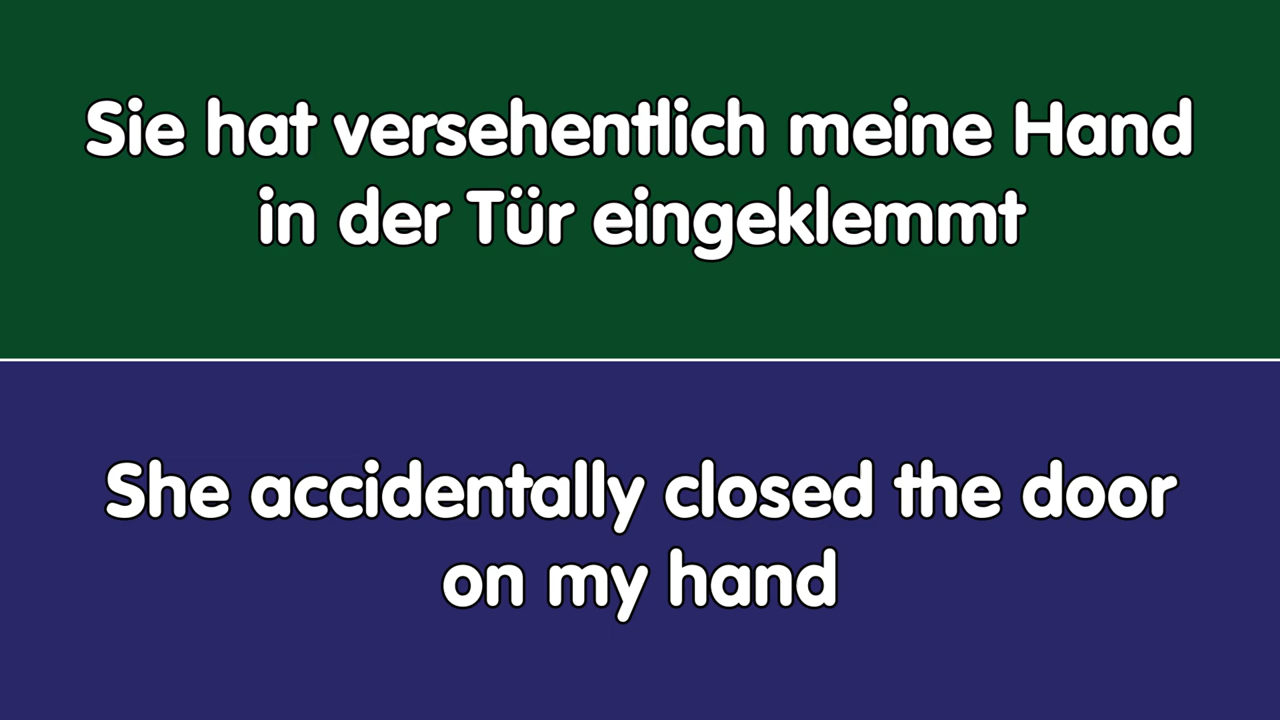 Sie hat versehentlich meine Hand
in der Tür eingeklemmt
She accidentally closed the door
on my hand